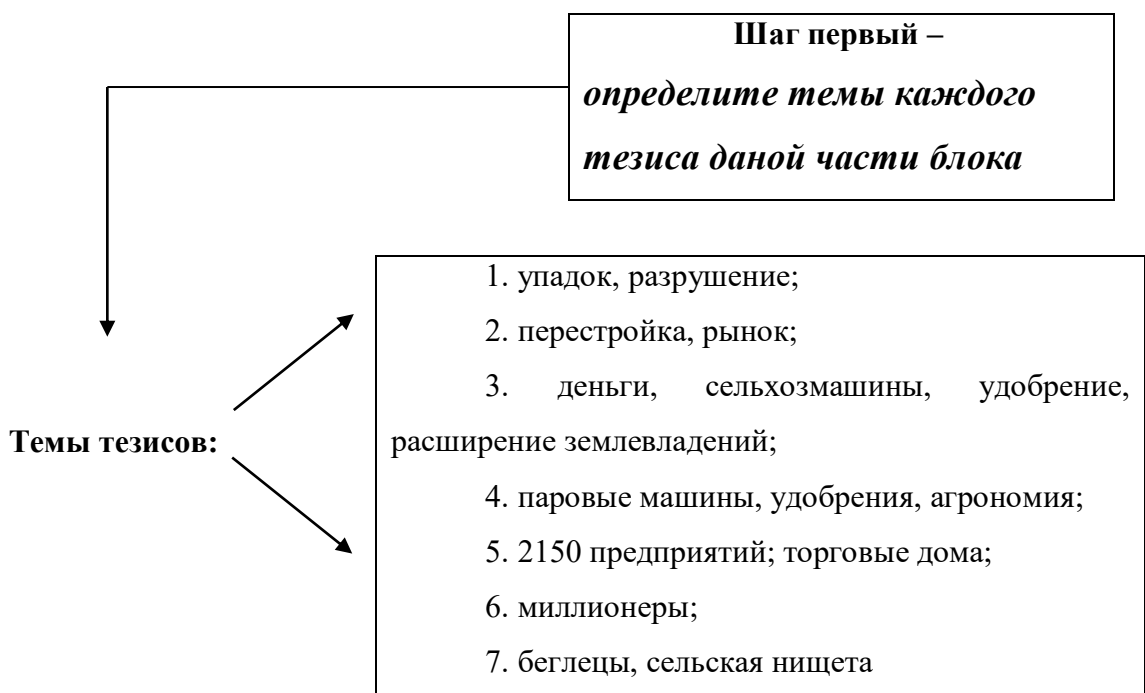 Шаг первый –
определите темы каждого
тезиса даной части блока
1. упадок, разрушение;
2. перестройка, рынок;
3. деньги, сельхозмашины, удобрение,
расширение землевладений;
Темы тезисов:
4. паровые машины, удобрения, агрономия;
5. 2150 предприятий; торговые дома;
6. миллионеры;
7. беглецы, сельская нищета